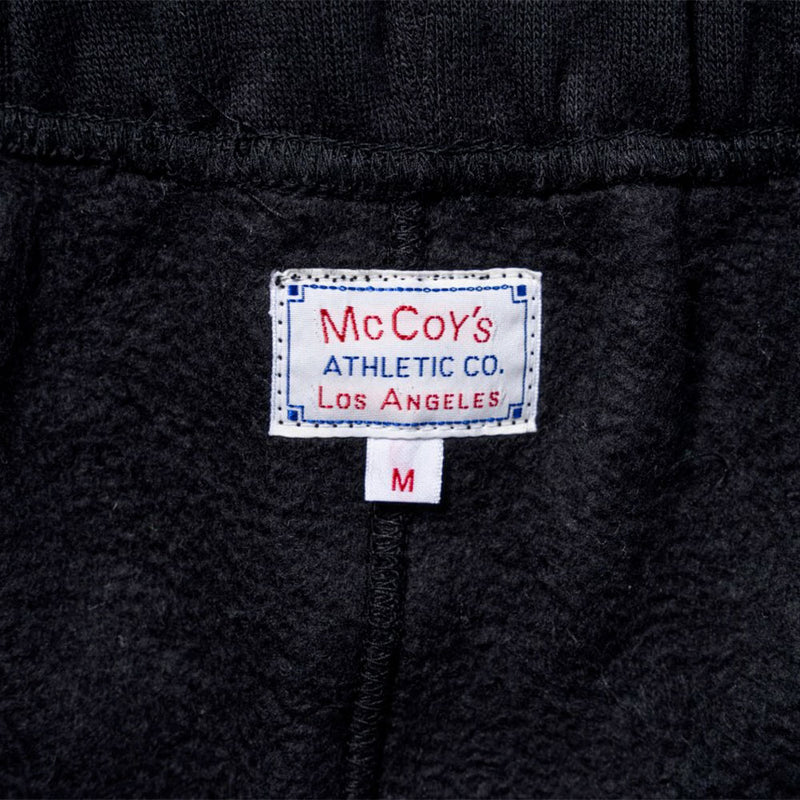 McCoy's
ATHLETIC CO.
Los Angeles
M